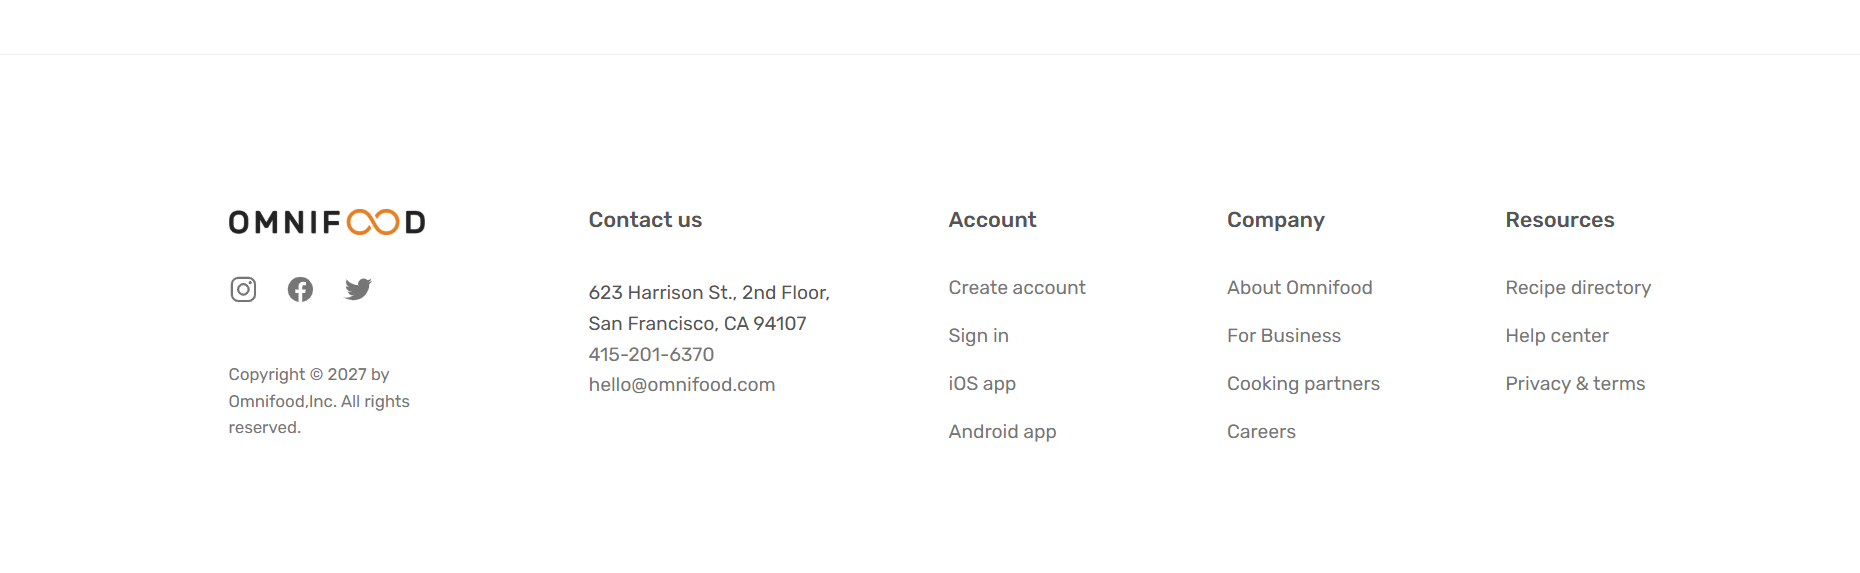 OMNIFOOD
Copyright © 2027 by
Omnifood,Inc. All rights
reserved.
Contact us
623 Harrison St., 2nd Floor,
San Francisco, CA 94107
415-201-6370
hello@omnifood.com
Account
Create account
Sign in
iOS app
Android app
Company
About Omnifood
For Business
Cooking partners
Careers
Resources
Recipe directory
Help center
Privacy & terms